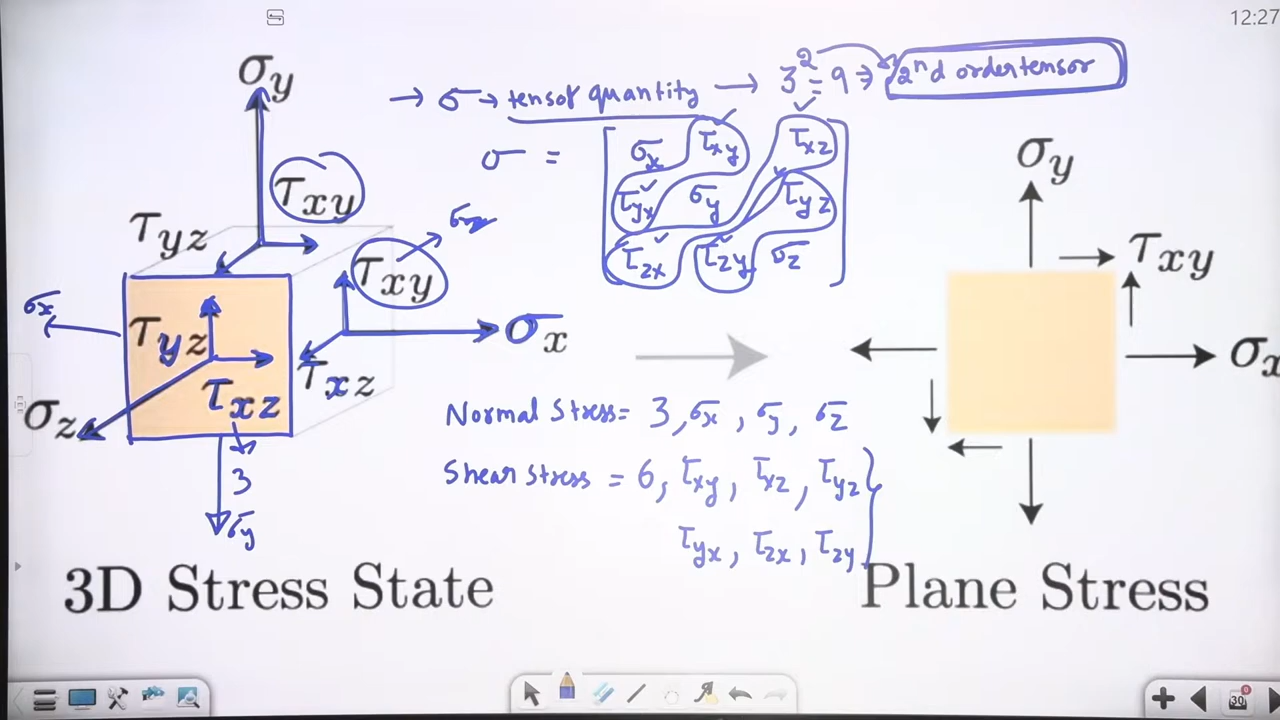 12:27
σy
→ σ → tensor quantity → 3² = 9 ⇒ 2nd order tensor
σ = [ σx τxy τxz
τyx σy τyz
τzx τzy σz ]
τxy
τyz
τxy
σx
τyz
τxz
σx
τxz
σz
3
σy
Normal Stress = 3, σx, σy, σz
Shear Stress = 6, τxy, τxz, τyz
τyx, τzx, τzy
3D Stress State
σy
τxy
σx
Plane Stress
30